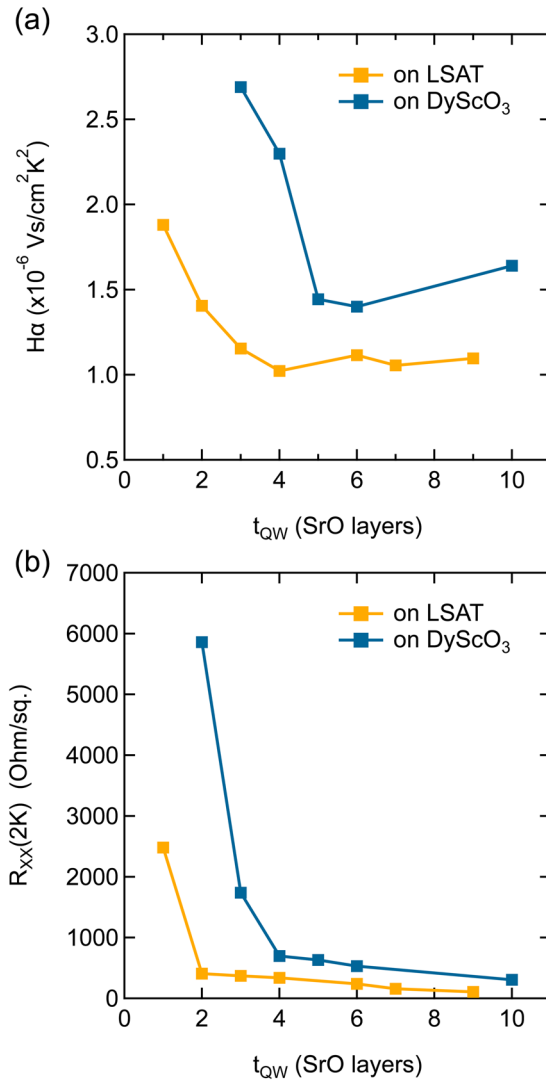 (a)
3.0
2.5
2.0
1.5
1.0
0.5
Hα (x10⁻⁶ Vs/cm²K²)
on LSAT
on DyScO₃
0 2 4 6 8 10
t_QW (SrO layers)
(b)
7000
6000
5000
4000
3000
2000
1000
0
R_XX(2K) (Ohm/sq.)
on LSAT
on DyScO₃
0 2 4 6 8 10
t_QW (SrO layers)